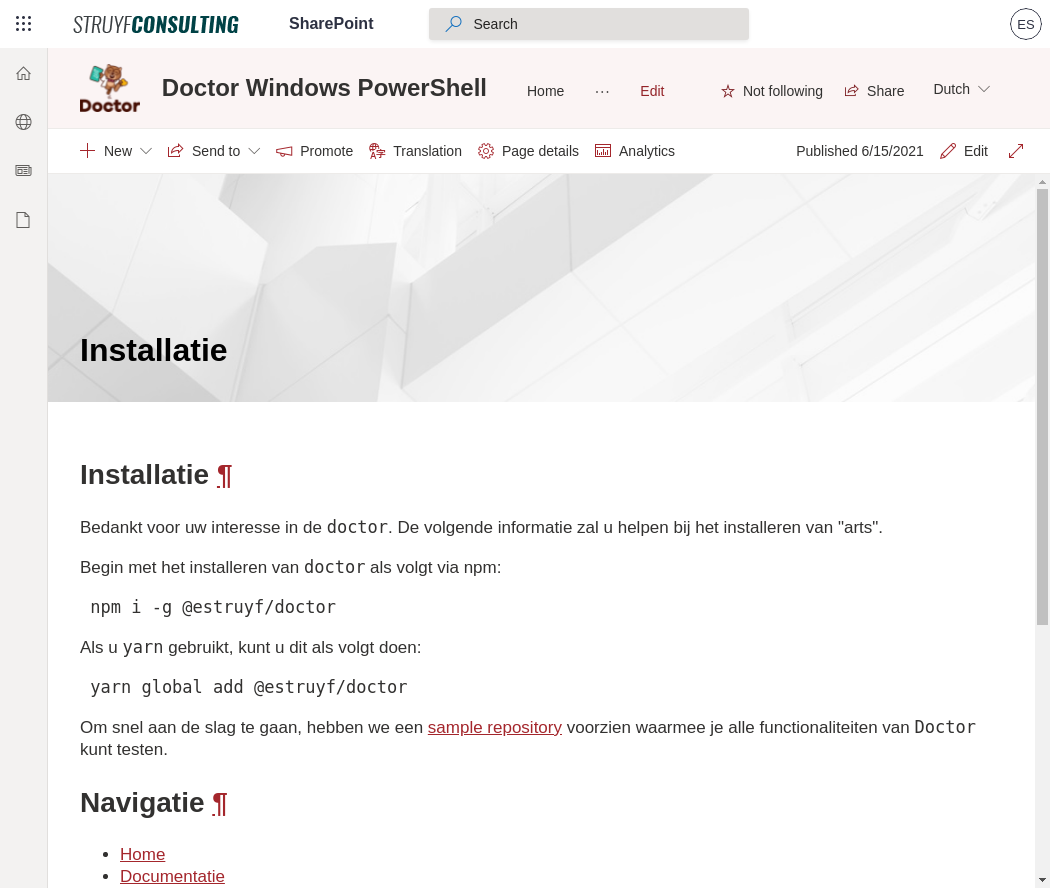 STRUYFCONSULTING SharePoint Search ES
Doctor Doctor Windows PowerShell Home ··· Edit Not following Share Dutch
New Send to Promote Translation Page details Analytics Published 6/15/2021 Edit
Installatie
Installatie ¶
Bedankt voor uw interesse in de doctor. De volgende informatie zal u helpen bij het installeren van "arts".
Begin met het installeren van doctor als volgt via npm:
npm i -g @estruyf/doctor
Als u yarn gebruikt, kunt u dit als volgt doen:
yarn global add @estruyf/doctor
Om snel aan de slag te gaan, hebben we een sample repository voorzien waarmee je alle functionaliteiten van Doctor
kunt testen.
Navigatie ¶
• Home
• Documentatie